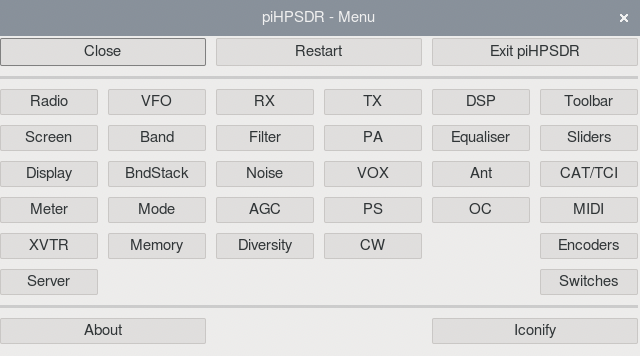 piHPSDR - Menu ×
Close Restart Exit piHPSDR
Radio VFO RX TX DSP Toolbar
Screen Band Filter PA Equaliser Sliders
Display BndStack Noise VOX Ant CAT/TCI
Meter Mode AGC PS OC MIDI
XVTR Memory Diversity CW Encoders
Server Switches
About Iconify